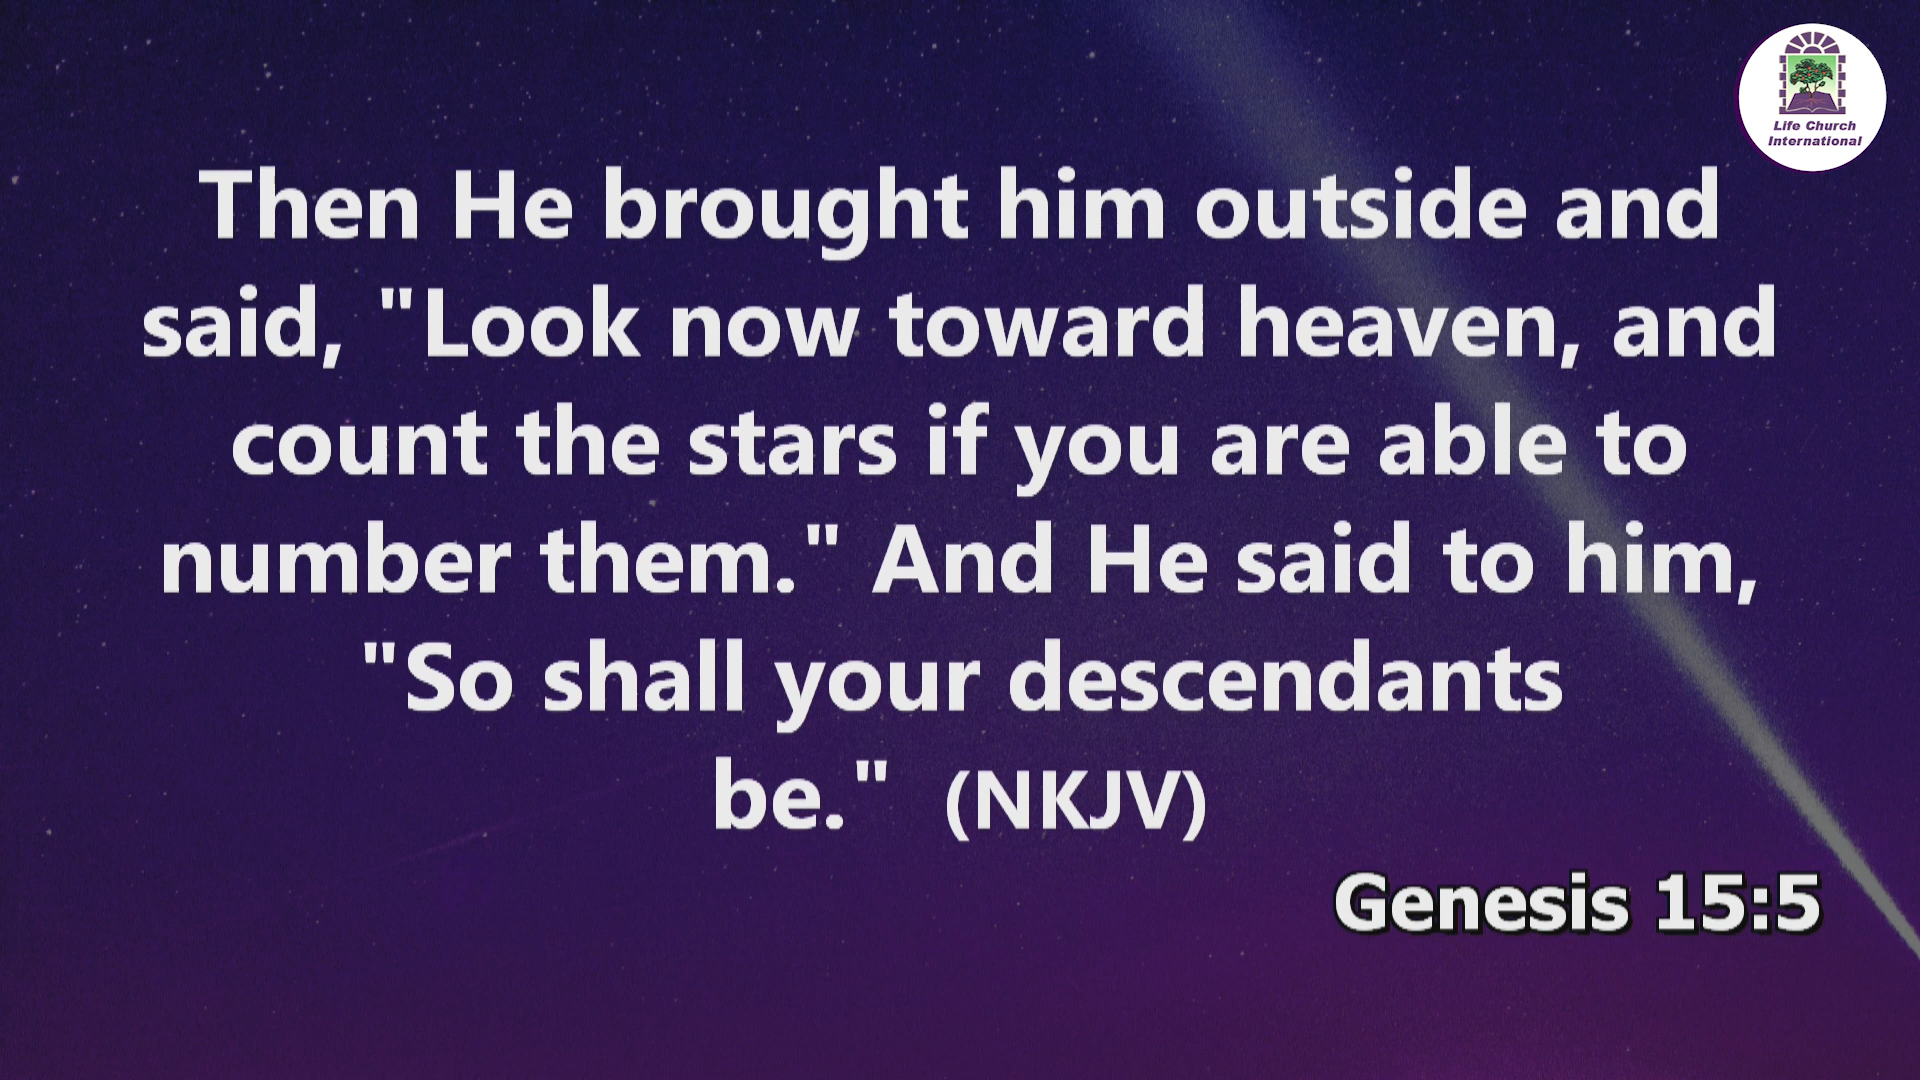 Life Church
International
Then He brought him outside and
said, "Look now toward heaven, and
count the stars if you are able to
number them." And He said to him,
"So shall your descendants
be."  (NKJV)
Genesis 15:5